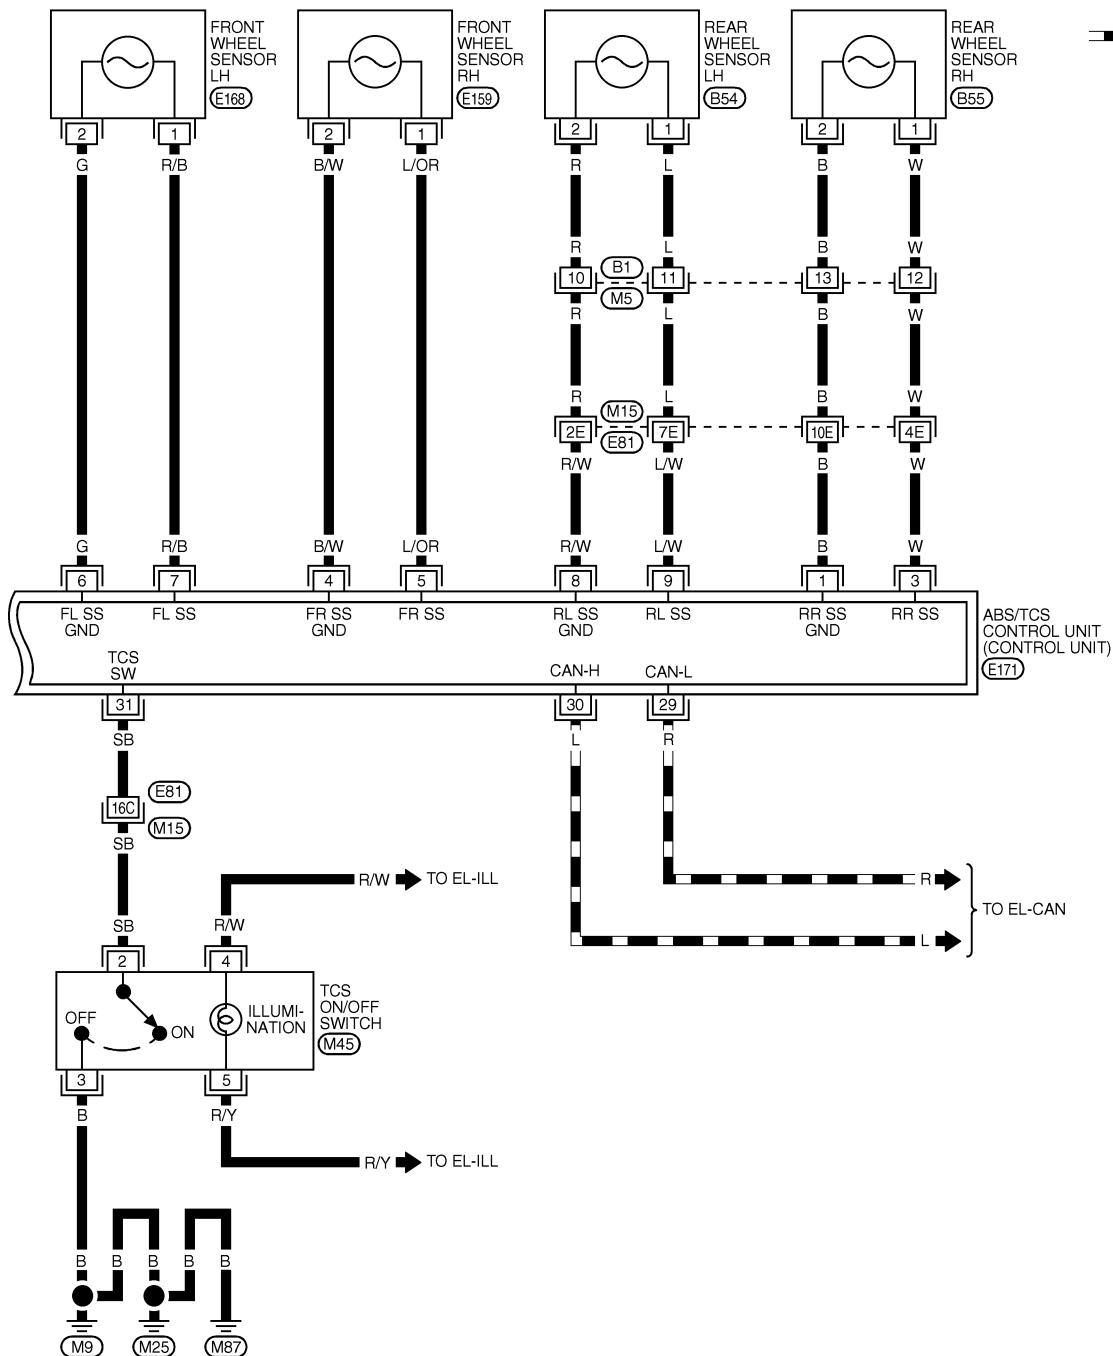 FRONT
WHEEL
SENSOR
LH
E168
FRONT
WHEEL
SENSOR
RH
E159
REAR
WHEEL
SENSOR
LH
B54
REAR
WHEEL
SENSOR
RH
B55
2 1 2 1 2 1 2 1
G R/B B/W L/OR R L B W
R L B W
10 B1 11 13 12
M5
R L B W
R L B W
2E M15 7E 10E 4E
E81
R/W L/W B W
G R/B B/W L/OR R/W L/W B W
6 7 4 5 8 9 1 3
FL SS
GND
FL SS
FR SS
GND
FR SS
RL SS
GND
RL SS
RR SS
GND
RR SS
ABS/TCS
CONTROL UNIT
(CONTROL UNIT)
E171
TCS
SW
CAN-H
CAN-L
31 30 29
SB L R
16C
E81
M15
SB
R/W TO EL-ILL
R
TO EL-CAN
L
SB R/W
2 4
OFF
ON
ILLUMI-
NATION
TCS
ON/OFF
SWITCH
M45
3 5
B R/Y
R/Y TO EL-ILL
B B B B B
M9 M25 M87